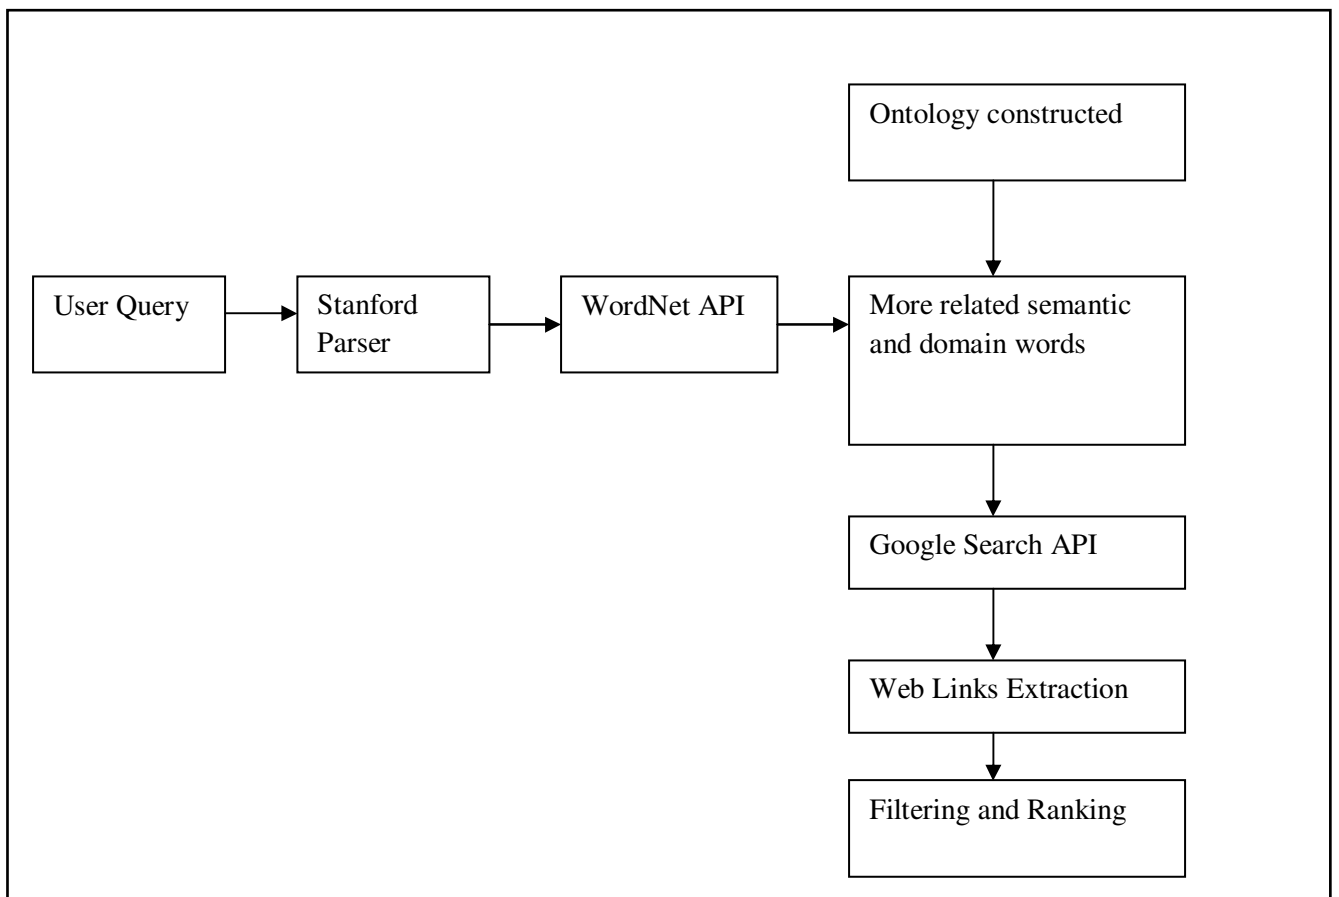 Ontology constructed
User Query
Stanford
Parser
WordNet API
More related semantic
and domain words
Google Search API
Web Links Extraction
Filtering and Ranking